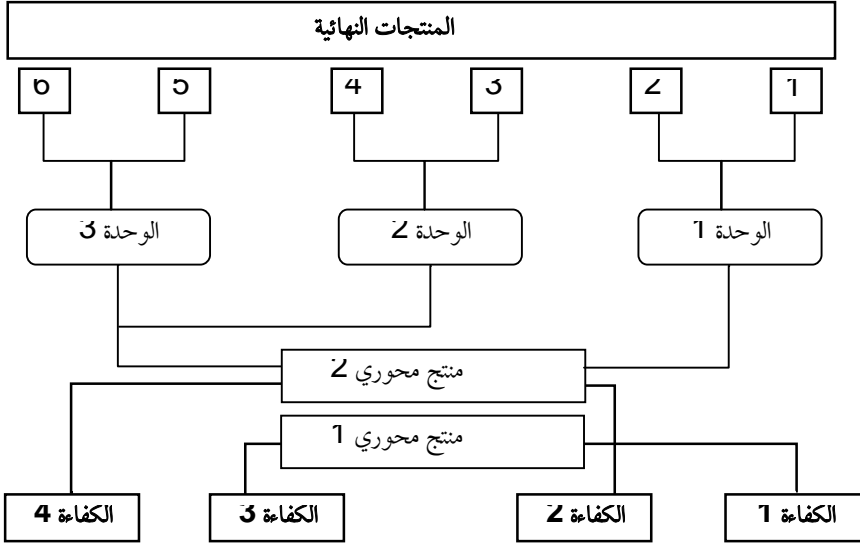 المنتجات النهائية
1
2
3
4
5
6
الوحدة 1
الوحدة 2
الوحدة 3
منتج محوري 2
منتج محوري 1
الكفاءة 1
الكفاءة 2
الكفاءة 3
الكفاءة 4